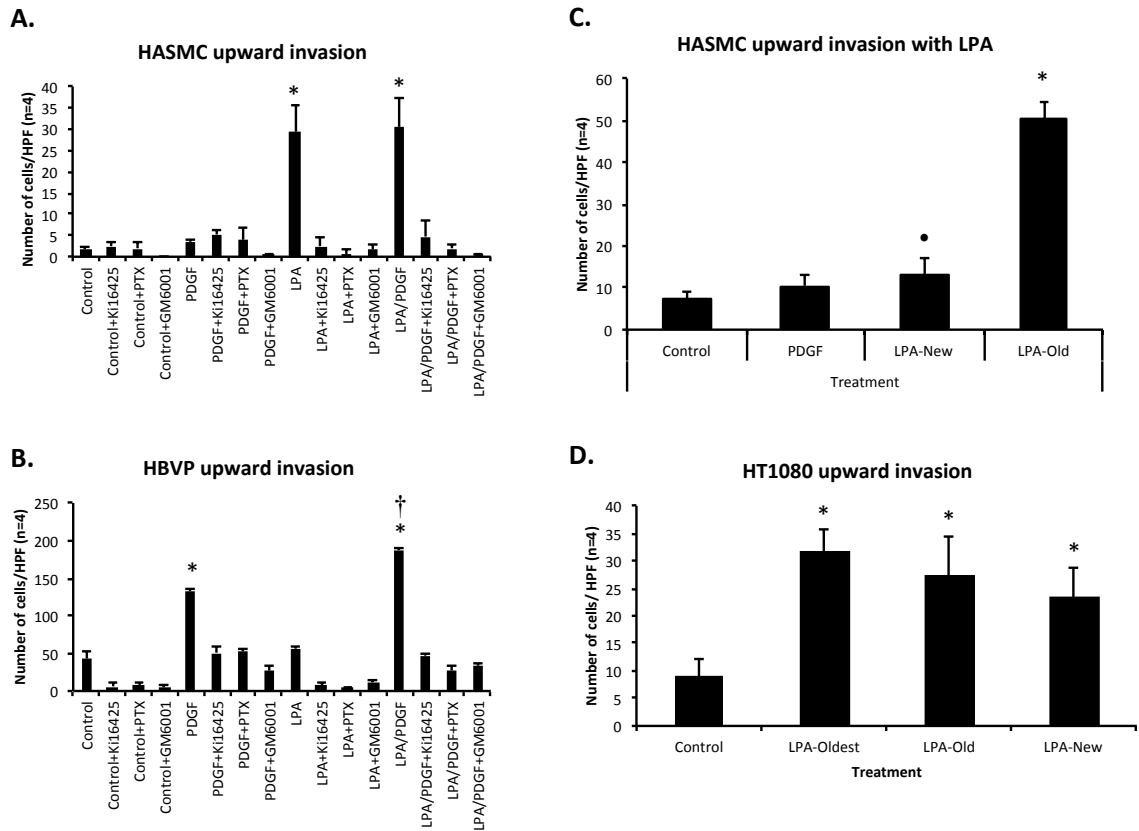 A.
HASMC upward invasion
Number of cells/HPF (n=4)
40
35
30
25
20
15
10
5
0
*
*
Control
Control+Ki16425
Control+PTX
Control+GM6001
PDGF
PDGF+Ki16425
PDGF+PTX
PDGF+GM6001
LPA
LPA+Ki16425
LPA+PTX
LPA+GM6001
LPA/PDGF
LPA/PDGF+Ki16425
LPA/PDGF+PTX
LPA/PDGF+GM6001
B.
HBVP upward invasion
Number of cells/HPF (n=4)
250
200
150
100
50
0
*
†
*
Control
Control+Ki16425
Control+PTX
Control+GM6001
PDGF
PDGF+Ki16425
PDGF+PTX
PDGF+GM6001
LPA
LPA+Ki16425
LPA+PTX
LPA+GM6001
LPA/PDGF
LPA/PDGF+Ki16425
LPA/PDGF+PTX
LPA/PDGF+GM6001
C.
HASMC upward invasion with LPA
Number of cells/HPF (n=4)
60
50
40
30
20
10
0
•
*
Control PDGF LPA-New LPA-Old
Treatment
D.
HT1080 upward invasion
Number of cells/ HPF (n=4)
40
35
30
25
20
15
10
5
0
*
*
*
Control LPA-Oldest LPA-Old LPA-New
Treatment